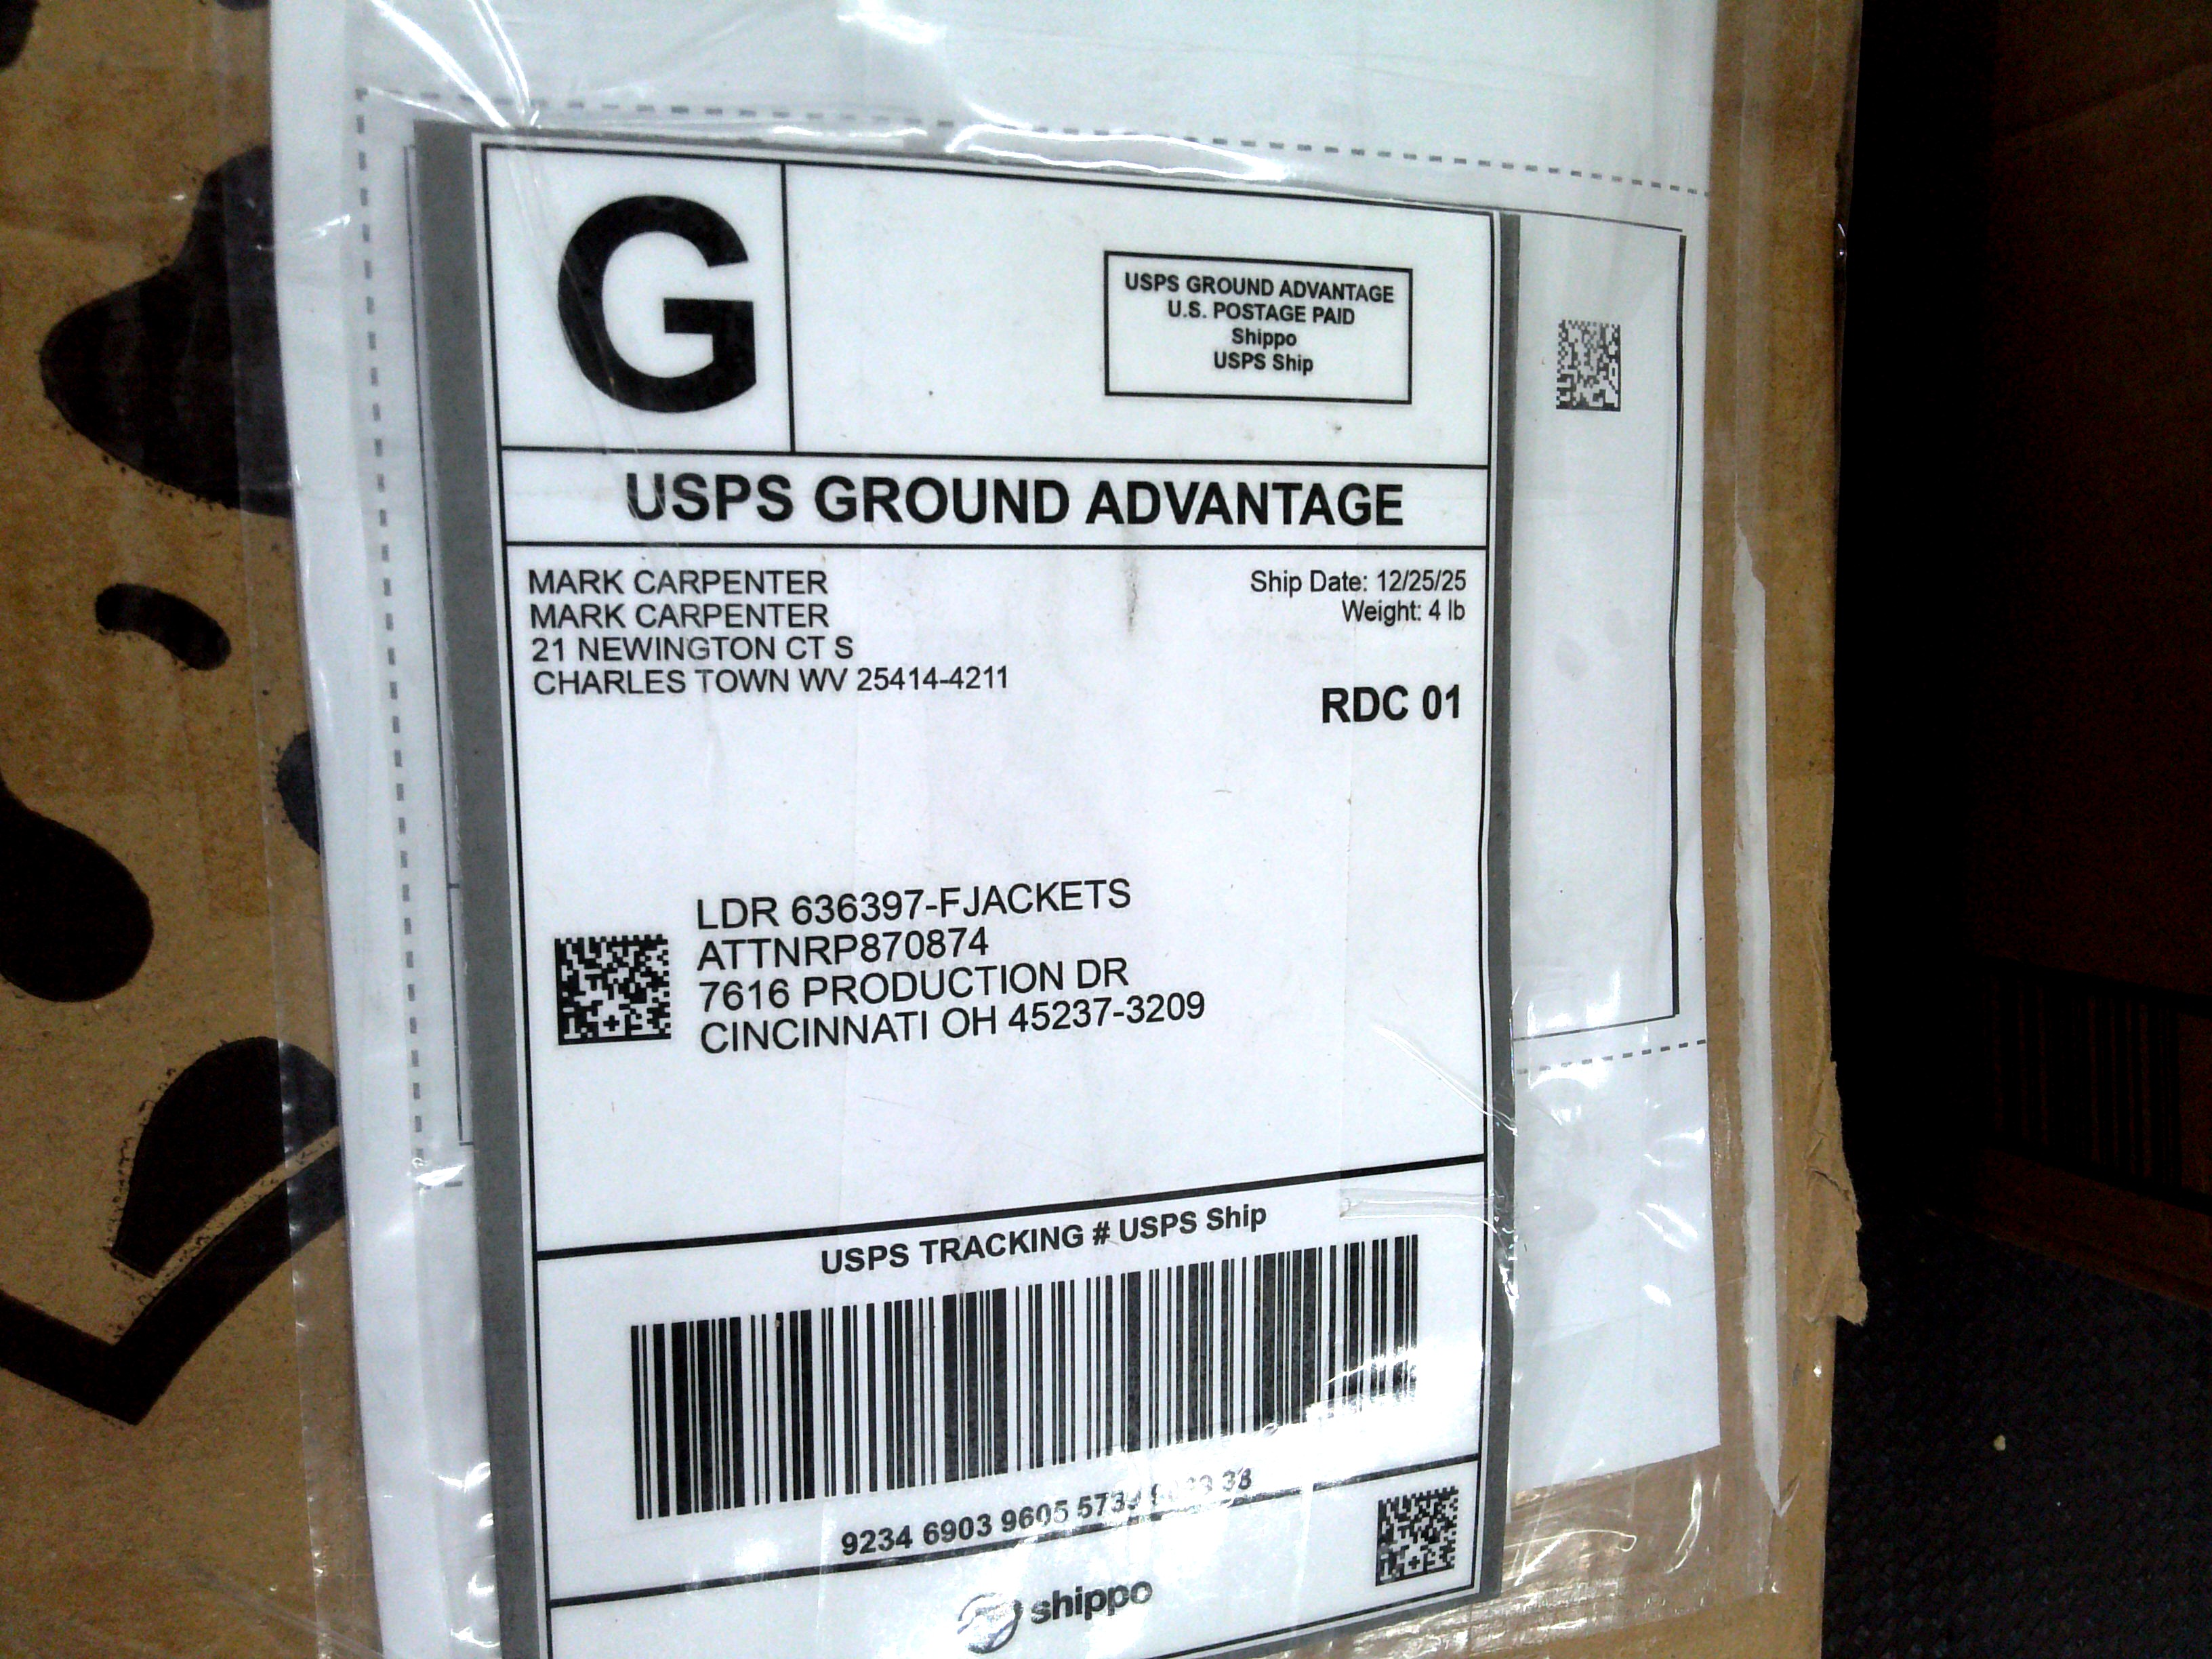 G
USPS GROUND ADVANTAGE
U.S. POSTAGE PAID
Shippo
USPS Ship
USPS GROUND ADVANTAGE
MARK CARPENTER
MARK CARPENTER
21 NEWINGTON CT S
CHARLES TOWN WV 25414-4211
Ship Date: 12/25/25
Weight: 4 lb
RDC 01
LDR 636397-FJACKETS
ATTNRP870874
7616 PRODUCTION DR
CINCINNATI OH 45237-3209
USPS TRACKING # USPS Ship
9234 6903 9605 38
shippo